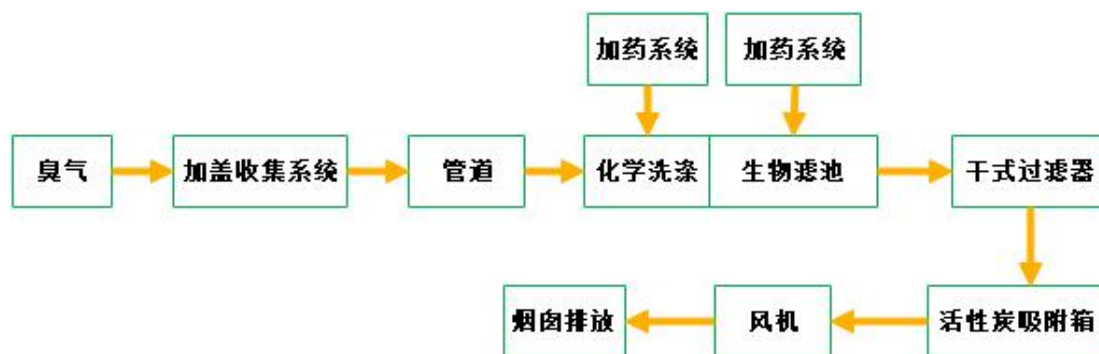 加药系统
加药系统
臭气
加盖收集系统
管道
化学洗涤
生物滤池
干式过滤器
烟囱排放
风机
活性炭吸附箱